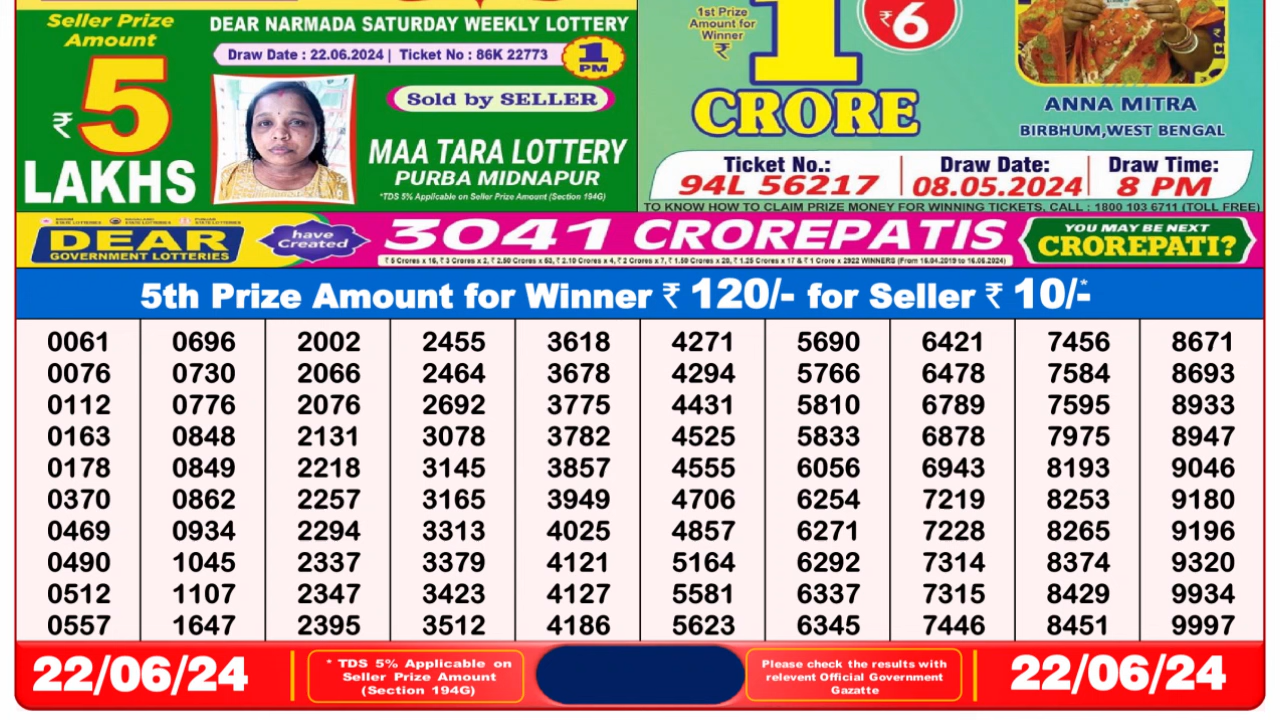 Seller Prize
Amount
₹ 5
LAKHS
DEAR NARMADA SATURDAY WEEKLY LOTTERY
Draw Date : 22.06.2024 | Ticket No : 86K 22773
1
PM
Sold by SELLER
MAA TARA LOTTERY
PURBA MIDNAPUR
*TDS 5% Applicable on Seller Prize Amount (Section 194G)
1st Prize
Amount for
Winner
₹
1
CRORE
₹6
ANNA MITRA
BIRBHUM,WEST BENGAL
Ticket No.: Draw Date: Draw Time:
94L 56217 08.05.2024 8 PM
TO KNOW HOW TO CLAIM PRIZE MONEY FOR WINNING TICKETS, CALL : 1800 103 6711 (TOLL FREE)
DEAR
GOVERNMENT LOTTERIES
have
Created
3041 CROREPATIS
YOU MAY BE NEXT
CROREPATI?
5th Prize Amount for Winner ₹ 120/- for Seller ₹ 10/-*
0061 0696 2002 2455 3618 4271 5690 6421 7456 8671
0076 0730 2066 2464 3678 4294 5766 6478 7584 8693
0112 0776 2076 2692 3775 4431 5810 6789 7595 8933
0163 0848 2131 3078 3782 4525 5833 6878 7975 8947
0178 0849 2218 3145 3857 4555 6056 6943 8193 9046
0370 0862 2257 3165 3949 4706 6254 7219 8253 9180
0469 0934 2294 3313 4025 4857 6271 7228 8265 9196
0490 1045 2337 3379 4121 5164 6292 7314 8374 9320
0512 1107 2347 3423 4127 5581 6337 7315 8429 9934
0557 1647 2395 3512 4186 5623 6345 7446 8451 9997
22/06/24
* TDS 5% Applicable on
Seller Prize Amount
(Section 194G)
Please check the results with
relevent Official Government
Gazatte
22/06/24